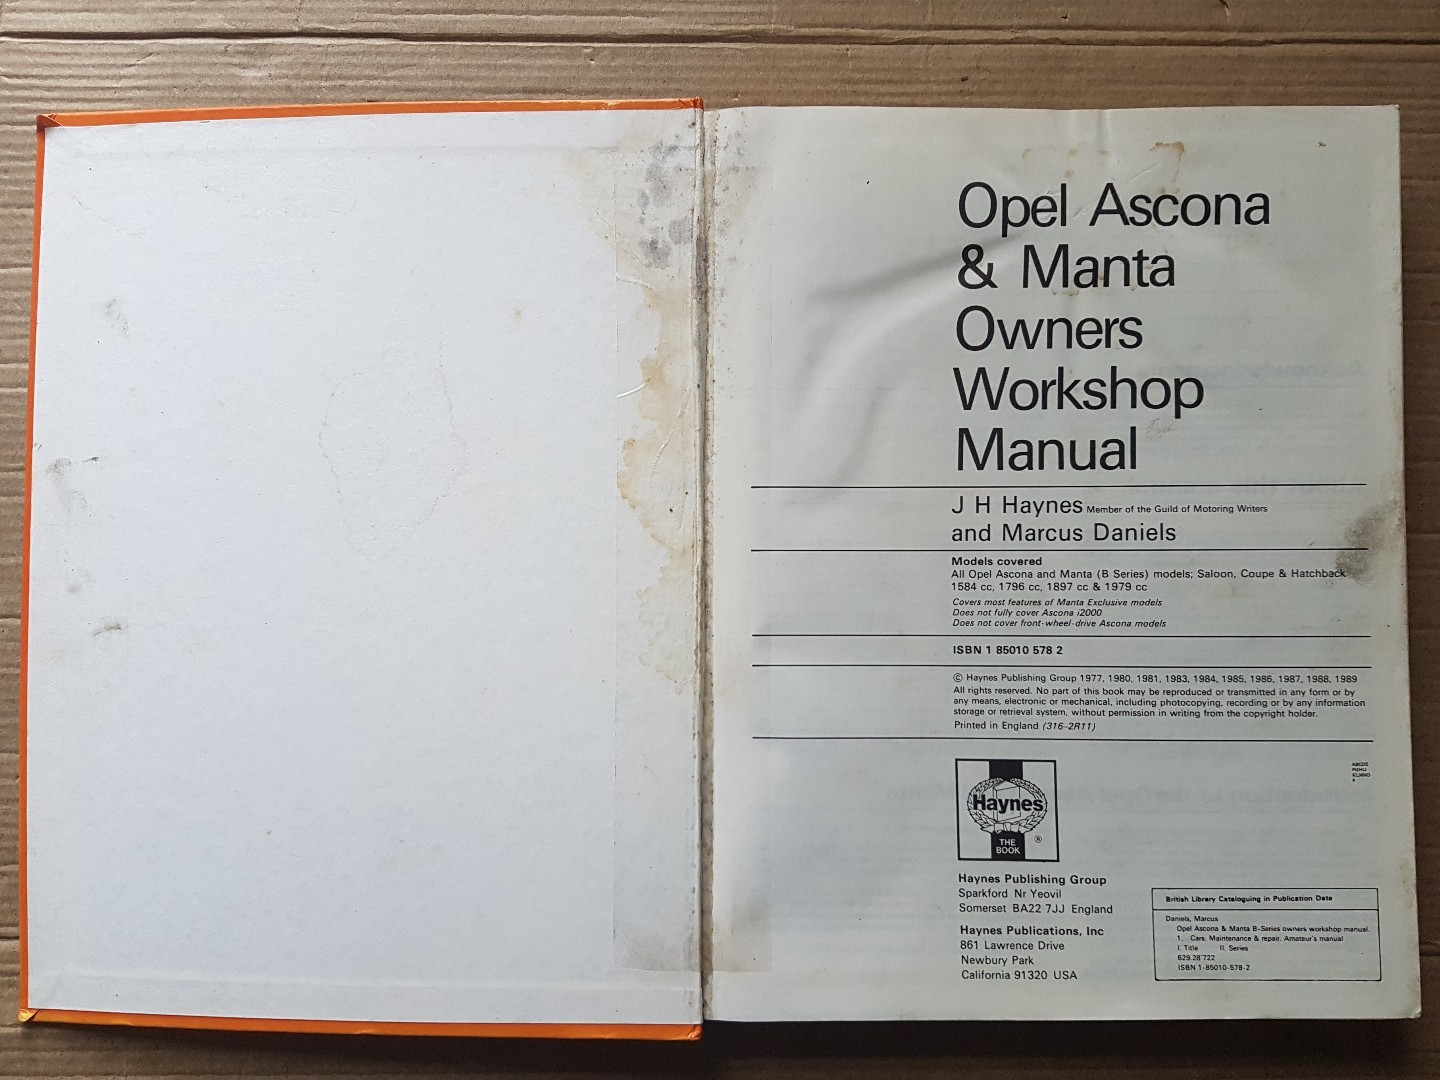 Opel Ascona
& Manta
Owners
Workshop
Manual
J H Haynes Member of the Guild of Motoring Writers
and Marcus Daniels
Models covered
All Opel Ascona and Manta (B Series) models; Saloon, Coupe & Hatchback
1584 cc, 1796 cc, 1897 cc & 1979 cc
Covers most features of Manta Exclusive models
Does not fully cover Ascona i2000
Does not cover front-wheel-drive Ascona models
ISBN 1 85010 578 2
© Haynes Publishing Group 1977, 1980, 1981, 1983, 1984, 1985, 1986, 1987, 1988, 1989
All rights reserved. No part of this book may be reproduced or transmitted in any form or by
any means, electronic or mechanical, including photocopying, recording or by any information
storage or retrieval system, without permission in writing from the copyright holder.
Printed in England (316-2R11)
ABCDE
FGHIJ
KLMNO
P
Haynes
®
THE
BOOK
Haynes Publishing Group
Sparkford Nr Yeovil
Somerset BA22 7JJ England
Haynes Publications, Inc
861 Lawrence Drive
Newbury Park
California 91320 USA
British Library Cataloguing in Publication Data
Daniels, Marcus
Opel Ascona & Manta B-Series owners workshop manual.
1. Cars. Maintenance & repair. Amateur's manual
I. Title II. Series
629.28'722
ISBN 1-85010-578-2